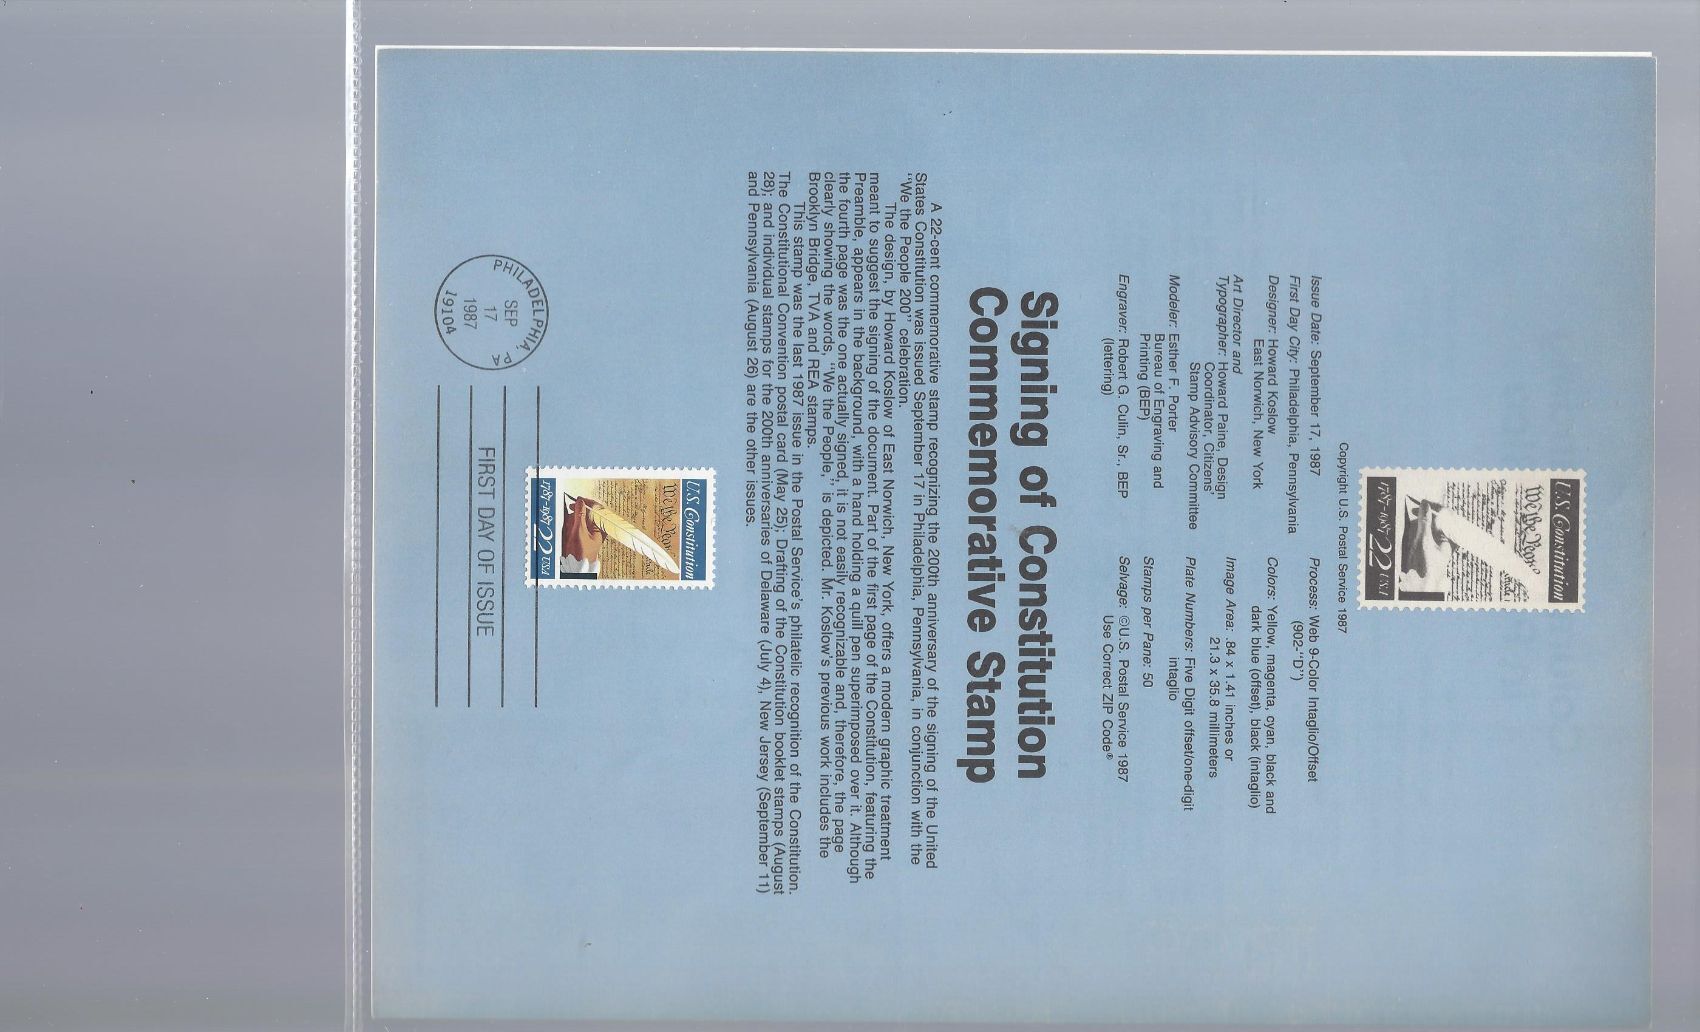 U.S. Constitution
We the People
1787-1987 22 USA
Copyright U.S. Postal Service 1987
Issue Date: September 17, 1987
First Day City: Philadelphia, Pennsylvania
Designer: Howard Koslow
East Norwich, New York
Art Director and
Typographer: Howard Paine, Design
Coordinator, Citizens'
Stamp Advisory Committee
Modeler: Esther F. Porter
Bureau of Engraving and
Printing (BEP)
Engraver: Robert G. Culin, Sr., BEP
(lettering)
Process: Web 9-Color Intaglio/Offset
(902-"D")
Colors: Yellow, magenta, cyan, black and
dark blue (offset), black (intaglio)
Image Area: .84 x 1.41 inches or
21.3 x 35.8 millimeters
Plate Numbers: Five Digit offset/one-digit
intaglio
Stamps per Pane: 50
Selvage: ©U.S. Postal Service 1987
Use Correct ZIP Code®
Signing of Constitution
Commemorative Stamp
A 22-cent commemorative stamp recognizing the 200th anniversary of the signing of the United
States Constitution was issued September 17 in Philadelphia, Pennsylvania, in conjunction with the
"We the People 200" celebration.
The design, by Howard Koslow of East Norwich, New York, offers a modern graphic treatment
meant to suggest the signing of the document. Part of the first page of the Constitution, featuring the
Preamble, appears in the background, with a hand holding a quill pen superimposed over it. Although
the fourth page was the one actually signed, it is not easily recognizable and, therefore, the page
clearly showing the words, "We the People," is depicted. Mr. Koslow's previous work includes the
Brooklyn Bridge, TVA and REA stamps.
This stamp was the last 1987 issue in the Postal Service's philatelic recognition of the Constitution.
The Constitutional Convention postal card (May 25); Drafting of the Constitution booklet stamps (August
28); and individual stamps for the 200th anniversaries of Delaware (July 4), New Jersey (September 11)
and Pennsylvania (August 26) are the other issues.
U.S. Constitution
We the People
1787-1987 22 USA
PHILADELPHIA, PA
SEP
17
1987
19104
FIRST DAY OF ISSUE